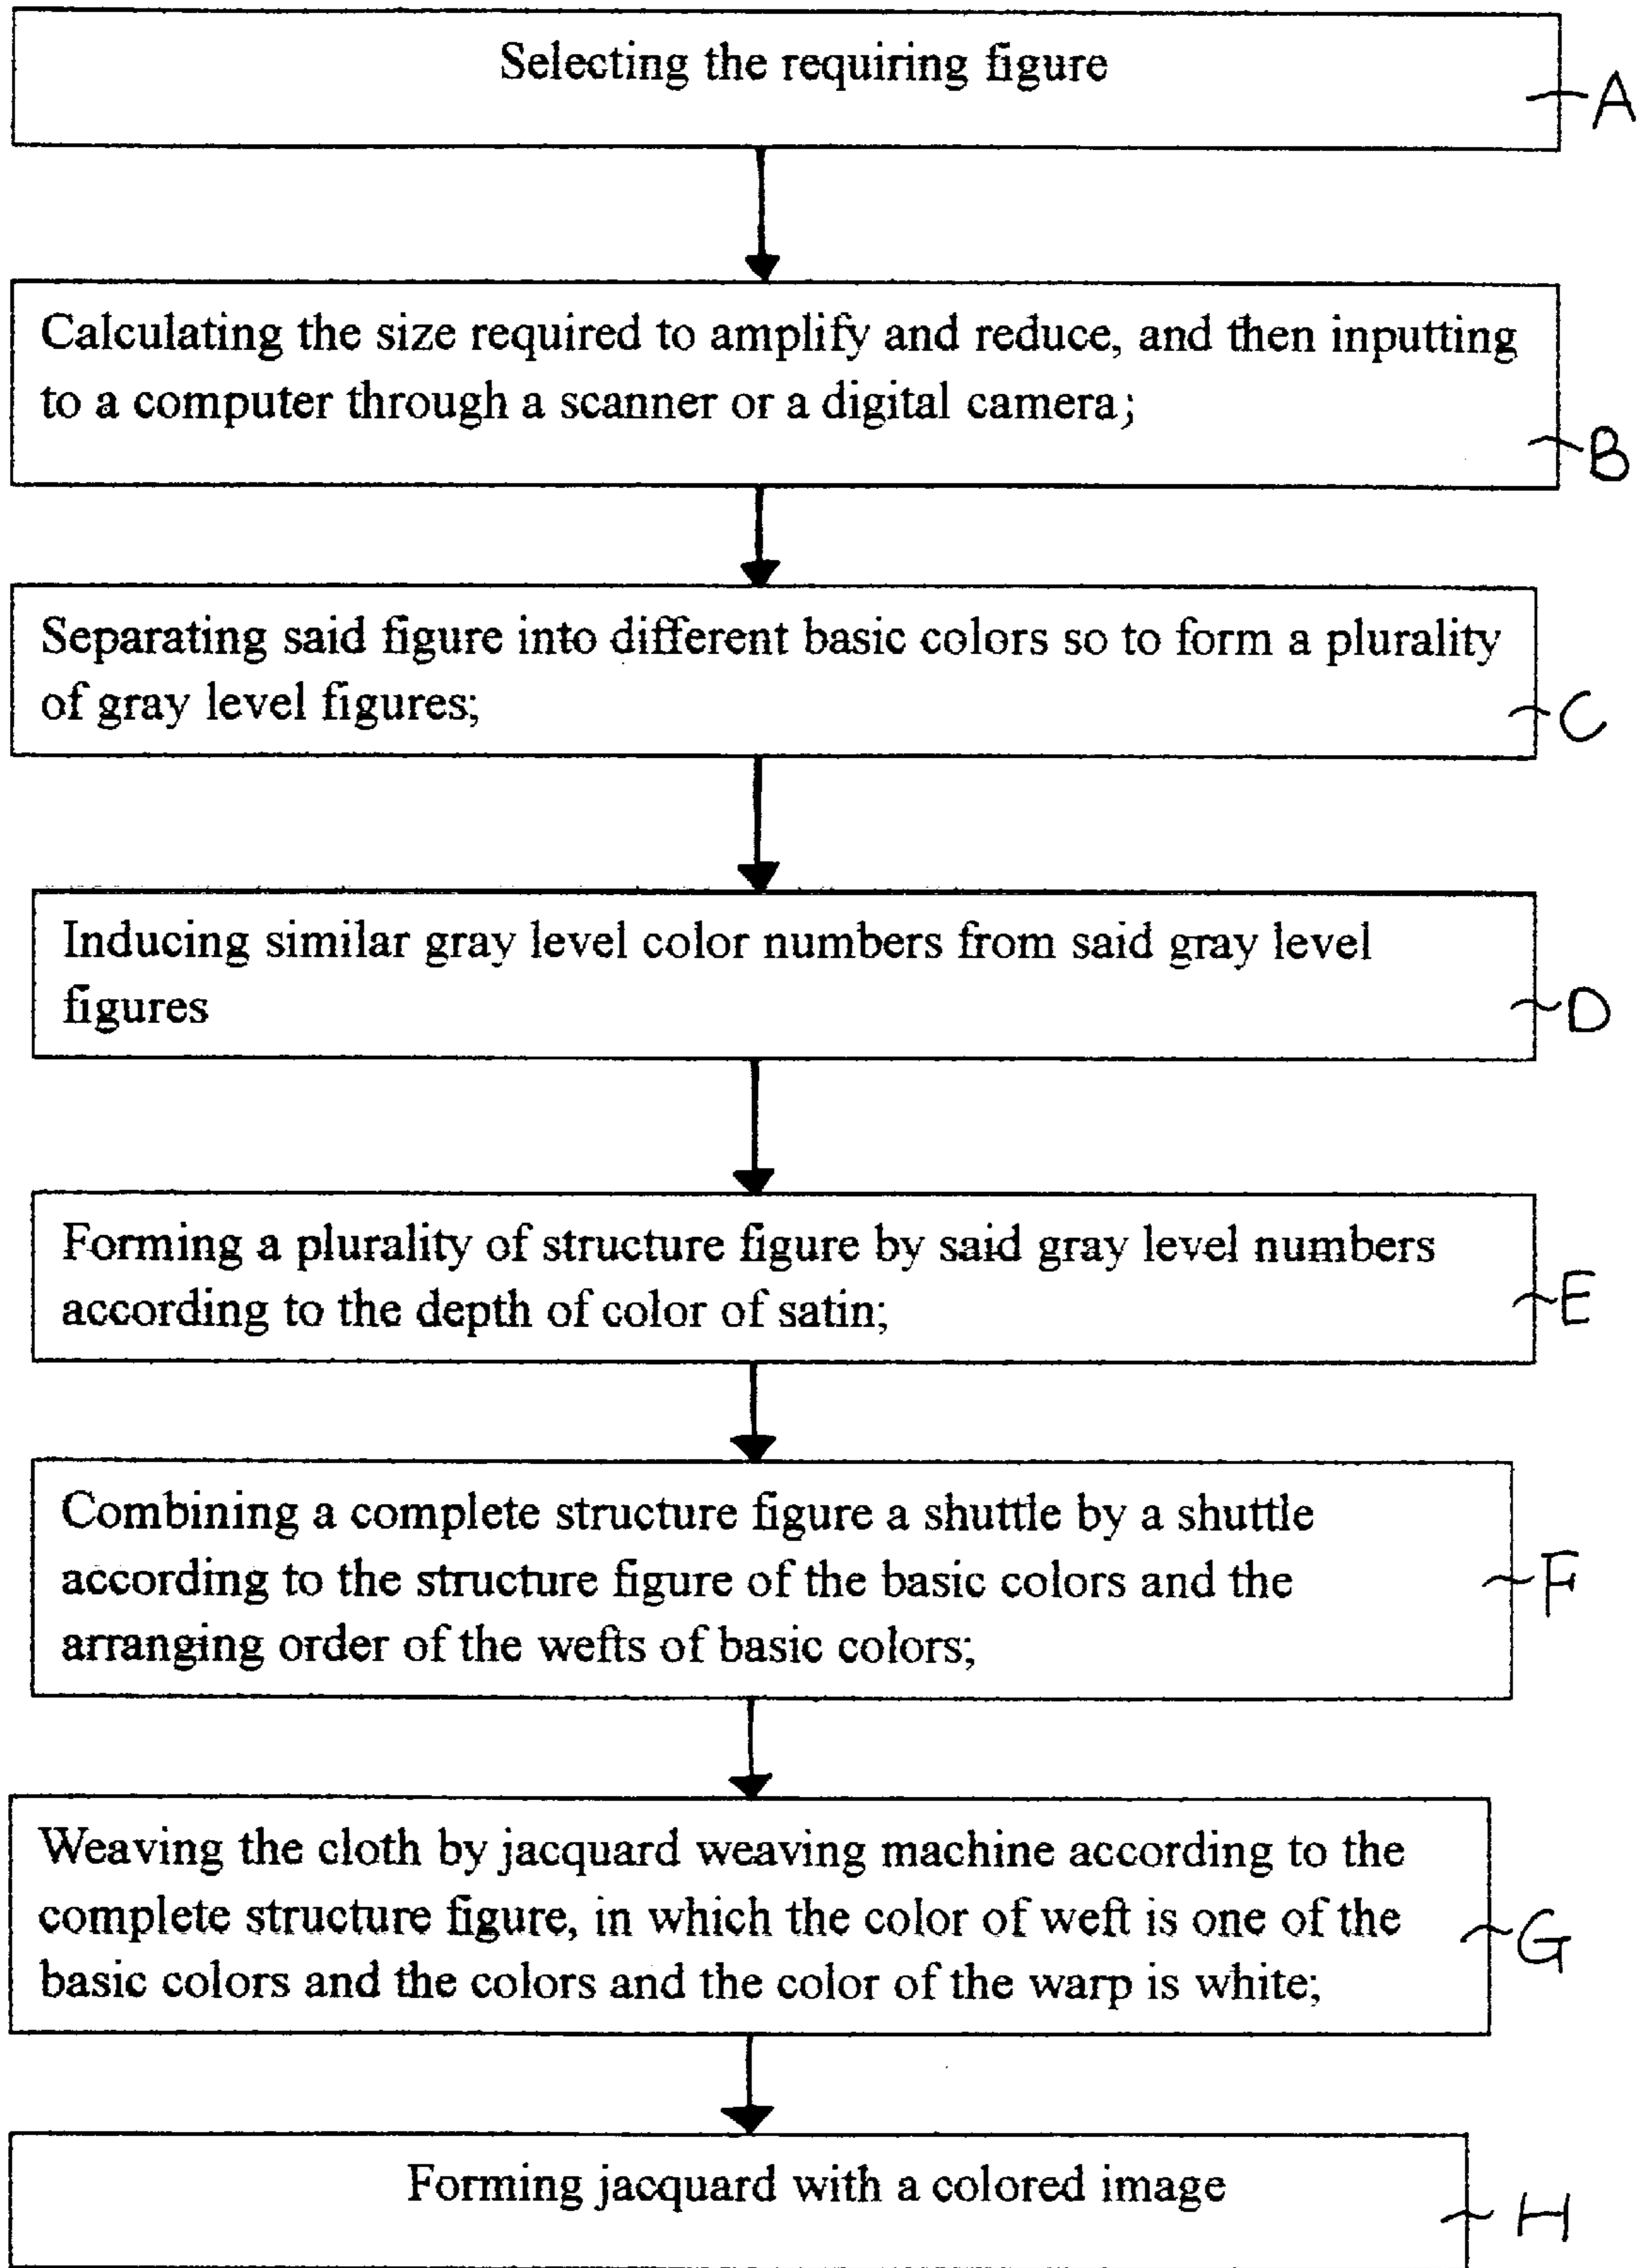 Selecting the requiring figure
A
Calculating the size required to amplify and reduce, and then inputting
to a computer through a scanner or a digital camera;
B
Separating said figure into different basic colors so to form a plurality
of gray level figures;
C
Inducing similar gray level color numbers from said gray level
figures
D
Forming a plurality of structure figure by said gray level numbers
according to the depth of color of satin;
E
Combining a complete structure figure a shuttle by a shuttle
according to the structure figure of the basic colors and the
arranging order of the wefts of basic colors;
F
Weaving the cloth by jacquard weaving machine according to the
complete structure figure, in which the color of weft is one of the
basic colors and the colors and the color of the warp is white;
G
Forming jacquard with a colored image
H